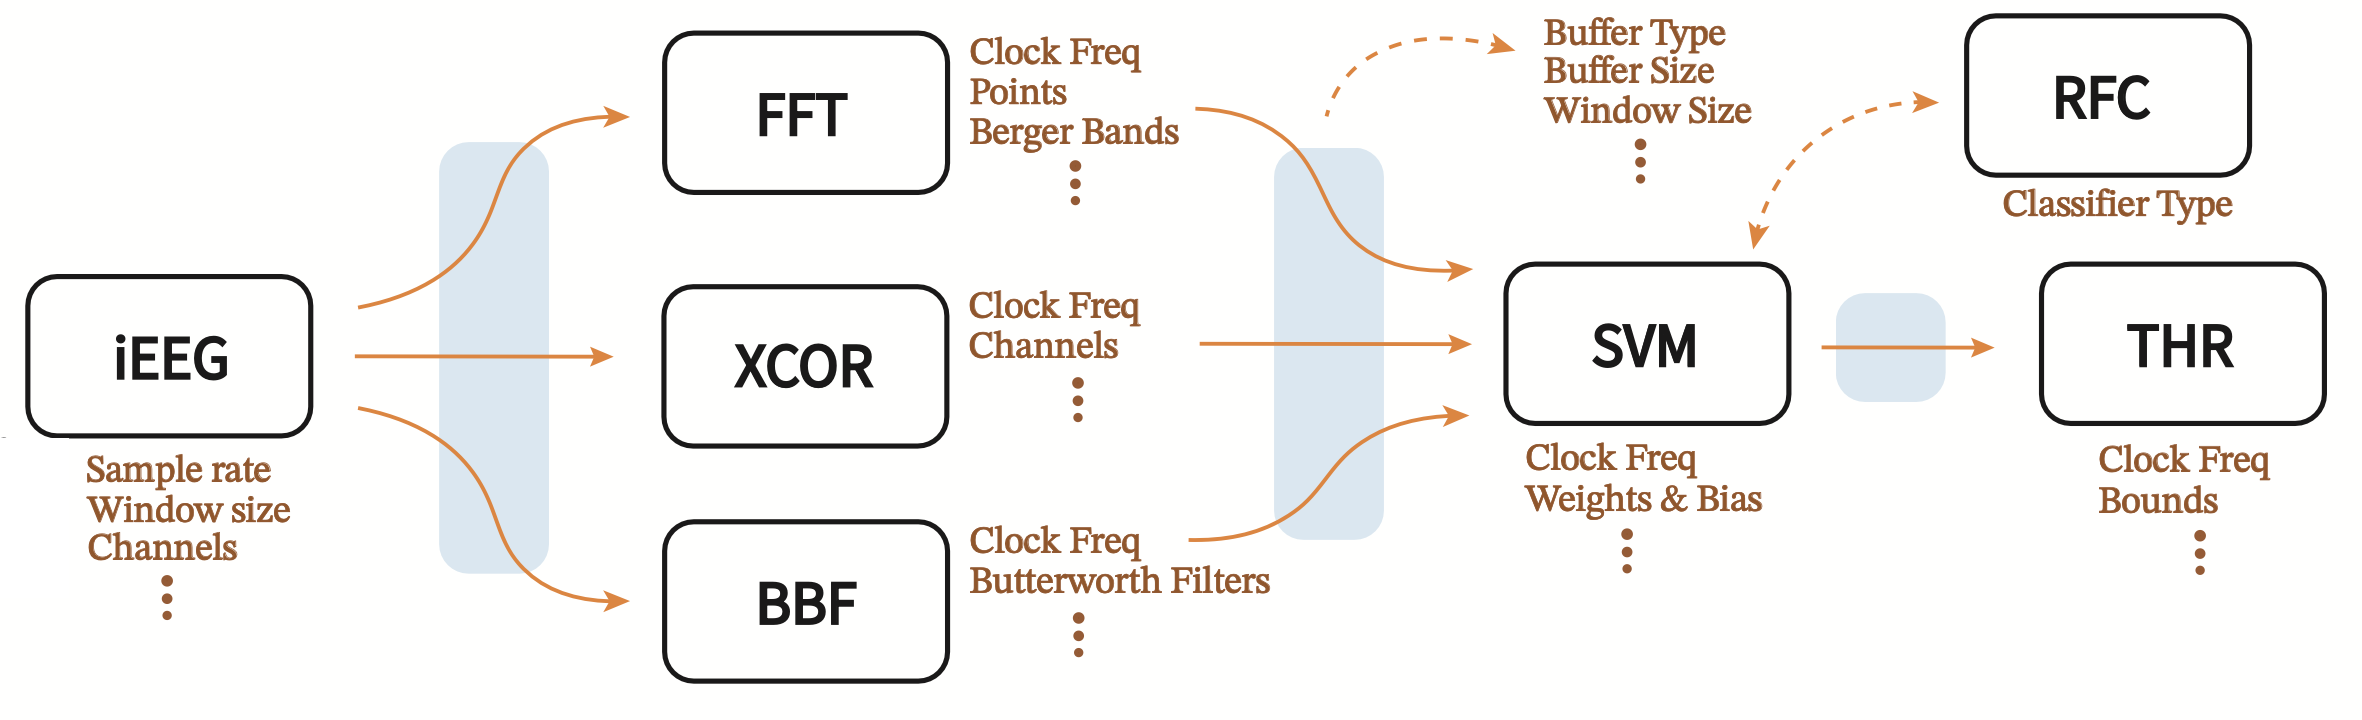 iEEG
Sample rate
Window size
Channels
FFT
Clock Freq
Points
Berger Bands
XCOR
Clock Freq
Channels
BBF
Clock Freq
Butterworth Filters
Buffer Type
Buffer Size
Window Size
SVM
Clock Freq
Weights & Bias
RFC
Classifier Type
THR
Clock Freq
Bounds